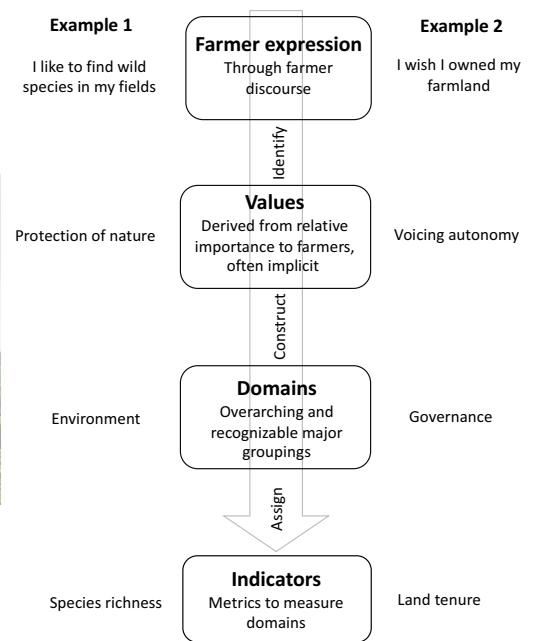 Example 1
Farmer expression
Example 2
I like to find wild
species in my fields
Through farmer
discourse
I wish I owned my
farmland
Identify
Protection of nature
Values
Derived from relative
importance to farmers,
often implicit
Voicing autonomy
Construct
Environment
Domains
Overarching and
recognizable major
groupings
Governance
Assign
Species richness
Indicators
Metrics to measure
domains
Land tenure